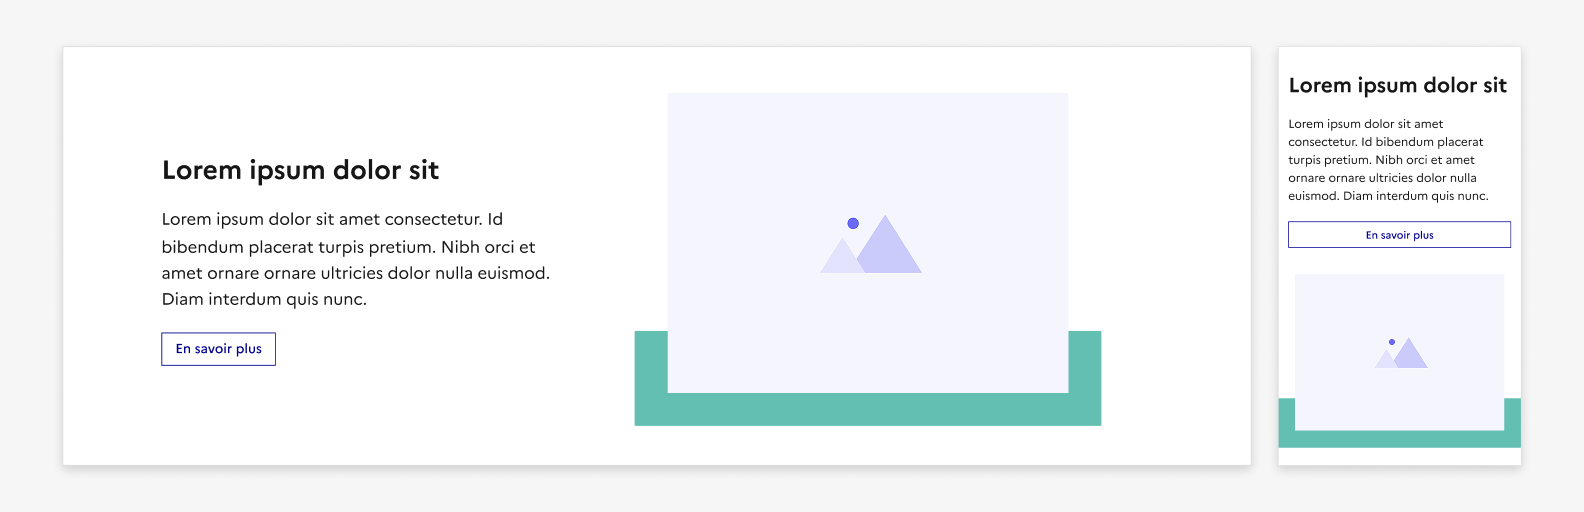 Lorem ipsum dolor sit
Lorem ipsum dolor sit amet consectetur. Id
bibendum placerat turpis pretium. Nibh orci et
amet ornare ornare ultricies dolor nulla euismod.
Diam interdum quis nunc.
En savoir plus
Lorem ipsum dolor sit
Lorem ipsum dolor sit amet
consectetur. Id bibendum placerat
turpis pretium. Nibh orci et amet
ornare ornare ultricies dolor nulla
euismod. Diam interdum quis nunc.
En savoir plus